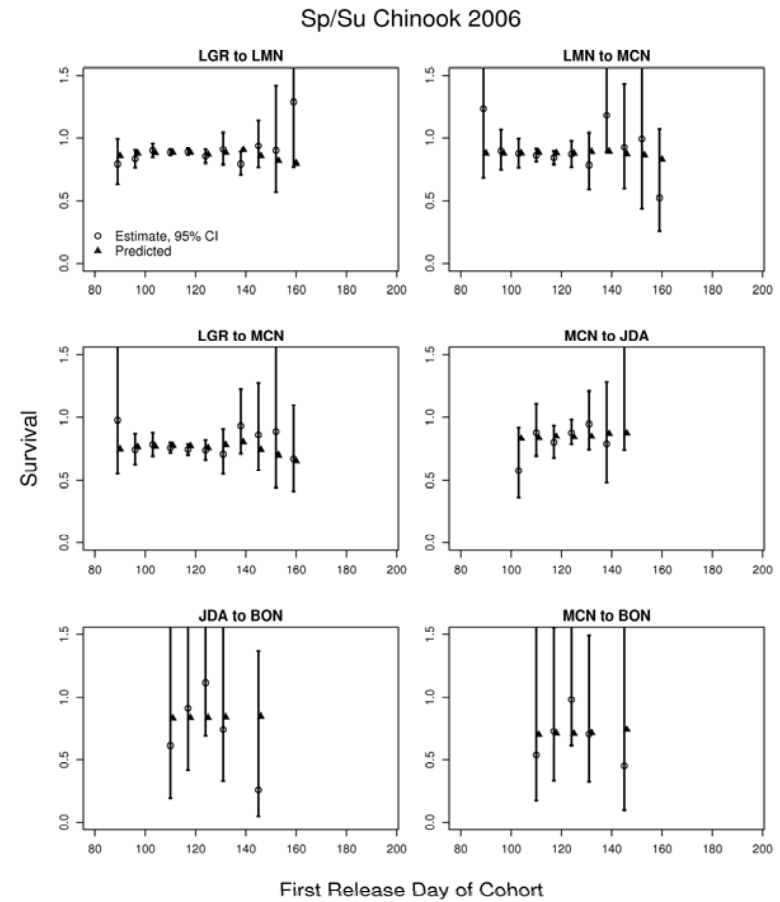 Sp/Su Chinook 2006
LGR to LMN
LMN to MCN
0.0 0.5 1.0 1.5
0.0 0.5 1.0 1.5
Estimate, 95% CI
Predicted
80 100 120 140 160 180 200
80 100 120 140 160 180 200
LGR to MCN
MCN to JDA
0.0 0.5 1.0 1.5
0.0 0.5 1.0 1.5
80 100 120 140 160 180 200
80 100 120 140 160 180 200
Survival
JDA to BON
MCN to BON
0.0 0.5 1.0 1.5
0.0 0.5 1.0 1.5
80 100 120 140 160 180 200
80 100 120 140 160 180 200
First Release Day of Cohort